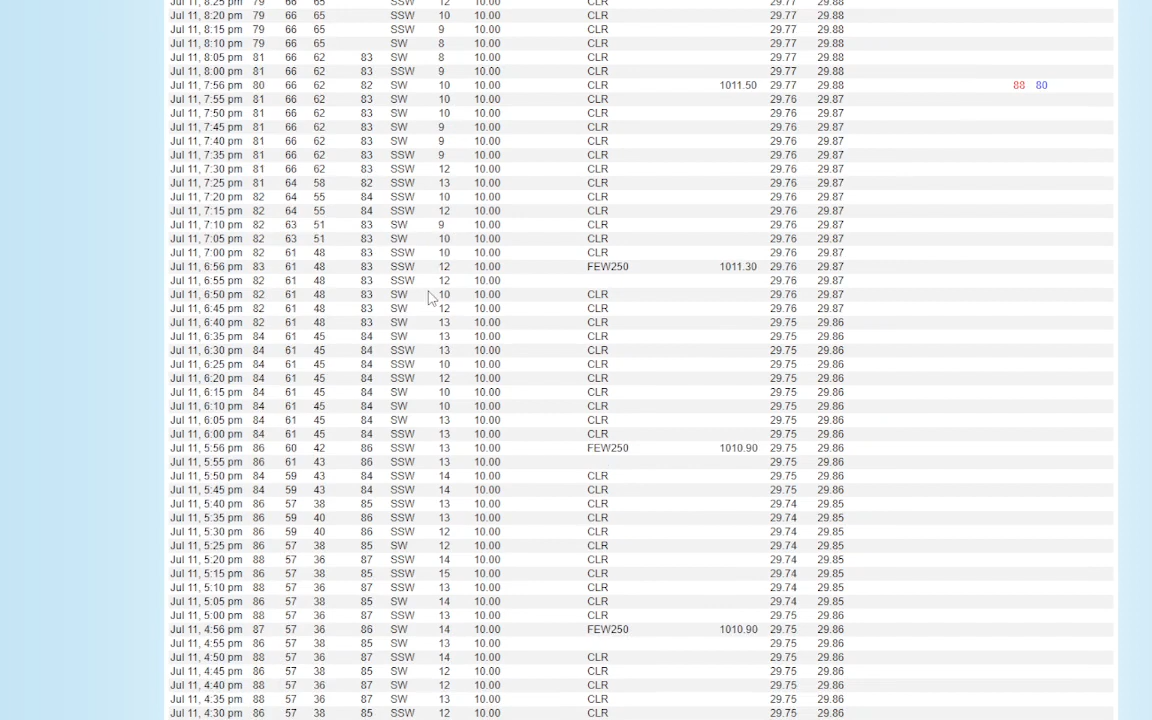 Jul 11, 8:25 pm 79 66 65 SSW 12 10.00 CLR 29.77 29.88
Jul 11, 8:20 pm 79 66 65 SSW 10 10.00 CLR 29.77 29.88
Jul 11, 8:15 pm 79 66 65 SSW 9 10.00 CLR 29.77 29.88
Jul 11, 8:10 pm 79 66 65 SW 8 10.00 CLR 29.77 29.88
Jul 11, 8:05 pm 81 66 62 83 SW 8 10.00 CLR 29.77 29.88
Jul 11, 8:00 pm 81 66 62 83 SSW 9 10.00 CLR 29.77 29.88
Jul 11, 7:56 pm 80 66 62 82 SW 10 10.00 CLR 1011.50 29.77 29.88 88 80
Jul 11, 7:55 pm 81 66 62 83 SW 10 10.00 CLR 29.76 29.87
Jul 11, 7:50 pm 81 66 62 83 SW 10 10.00 CLR 29.76 29.87
Jul 11, 7:45 pm 81 66 62 83 SW 9 10.00 CLR 29.76 29.87
Jul 11, 7:40 pm 81 66 62 83 SW 9 10.00 CLR 29.76 29.87
Jul 11, 7:35 pm 81 66 62 83 SSW 9 10.00 CLR 29.76 29.87
Jul 11, 7:30 pm 81 66 62 83 SSW 12 10.00 CLR 29.76 29.87
Jul 11, 7:25 pm 81 64 58 82 SSW 13 10.00 CLR 29.76 29.87
Jul 11, 7:20 pm 82 64 55 84 SSW 10 10.00 CLR 29.76 29.87
Jul 11, 7:15 pm 82 64 55 84 SSW 12 10.00 CLR 29.76 29.87
Jul 11, 7:10 pm 82 63 51 83 SW 9 10.00 CLR 29.76 29.87
Jul 11, 7:05 pm 82 63 51 83 SW 10 10.00 CLR 29.76 29.87
Jul 11, 7:00 pm 82 61 48 83 SSW 10 10.00 CLR 29.76 29.87
Jul 11, 6:56 pm 83 61 48 83 SSW 12 10.00 FEW250 1011.30 29.76 29.87
Jul 11, 6:55 pm 82 61 48 83 SSW 12 10.00 29.76 29.87
Jul 11, 6:50 pm 82 61 48 83 SW 10 10.00 CLR 29.76 29.87
Jul 11, 6:45 pm 82 61 48 83 SW 12 10.00 CLR 29.76 29.87
Jul 11, 6:40 pm 82 61 48 83 SW 13 10.00 CLR 29.75 29.86
Jul 11, 6:35 pm 84 61 45 84 SW 13 10.00 CLR 29.75 29.86
Jul 11, 6:30 pm 84 61 45 84 SSW 13 10.00 CLR 29.75 29.86
Jul 11, 6:25 pm 84 61 45 84 SSW 10 10.00 CLR 29.75 29.86
Jul 11, 6:20 pm 84 61 45 84 SSW 12 10.00 CLR 29.75 29.86
Jul 11, 6:15 pm 84 61 45 84 SW 10 10.00 CLR 29.75 29.86
Jul 11, 6:10 pm 84 61 45 84 SW 10 10.00 CLR 29.75 29.86
Jul 11, 6:05 pm 84 61 45 84 SW 13 10.00 CLR 29.75 29.86
Jul 11, 6:00 pm 84 61 45 84 SSW 13 10.00 CLR 29.75 29.86
Jul 11, 5:56 pm 86 60 42 86 SSW 13 10.00 FEW250 1010.90 29.75 29.86
Jul 11, 5:55 pm 86 61 43 86 SSW 13 10.00 29.75 29.86
Jul 11, 5:50 pm 84 59 43 84 SSW 14 10.00 CLR 29.75 29.86
Jul 11, 5:45 pm 84 59 43 84 SSW 14 10.00 CLR 29.75 29.86
Jul 11, 5:40 pm 86 57 38 85 SSW 13 10.00 CLR 29.74 29.85
Jul 11, 5:35 pm 86 59 40 86 SSW 13 10.00 CLR 29.74 29.85
Jul 11, 5:30 pm 86 59 40 86 SSW 12 10.00 CLR 29.74 29.85
Jul 11, 5:25 pm 86 57 38 85 SW 12 10.00 CLR 29.74 29.85
Jul 11, 5:20 pm 88 57 36 87 SSW 14 10.00 CLR 29.74 29.85
Jul 11, 5:15 pm 86 57 38 85 SSW 15 10.00 CLR 29.74 29.85
Jul 11, 5:10 pm 88 57 36 87 SSW 13 10.00 CLR 29.74 29.85
Jul 11, 5:05 pm 86 57 38 85 SW 14 10.00 CLR 29.74 29.85
Jul 11, 5:00 pm 88 57 36 87 SSW 13 10.00 CLR 29.75 29.86
Jul 11, 4:56 pm 87 57 36 86 SW 14 10.00 FEW250 1010.90 29.75 29.86
Jul 11, 4:55 pm 86 57 38 85 SW 13 10.00 29.75 29.86
Jul 11, 4:50 pm 88 57 36 87 SSW 14 10.00 CLR 29.75 29.86
Jul 11, 4:45 pm 86 57 38 85 SW 12 10.00 CLR 29.75 29.86
Jul 11, 4:40 pm 88 57 36 87 SW 12 10.00 CLR 29.75 29.86
Jul 11, 4:35 pm 88 57 36 87 SW 13 10.00 CLR 29.75 29.86
Jul 11, 4:30 pm 86 57 38 85 SSW 12 10.00 CLR 29.75 29.86